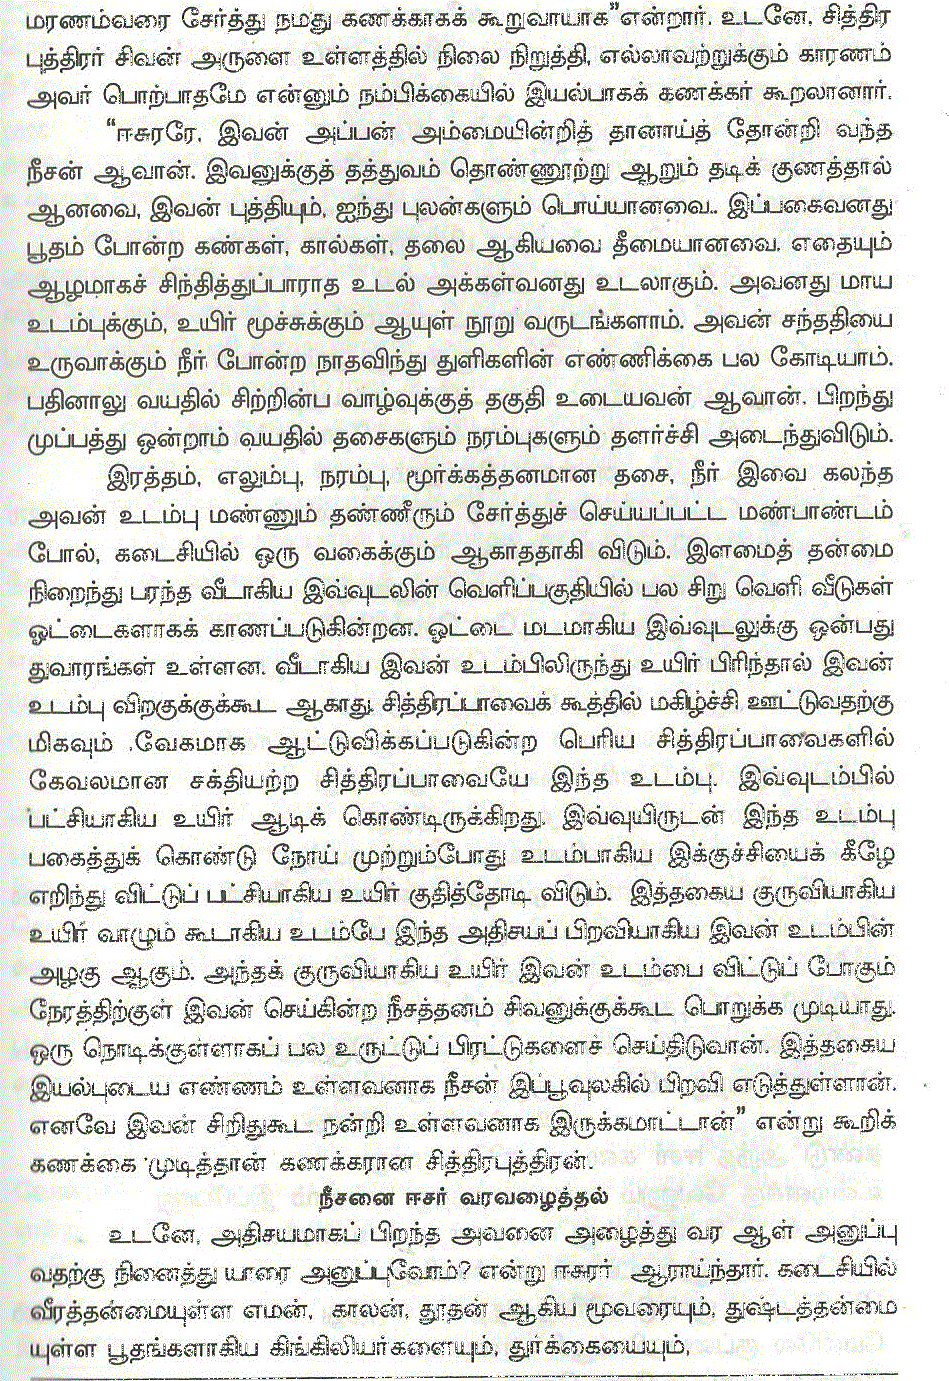 மரணம்வரை சேர்த்து நமது கணக்காகக் கூறுவாயாக”என்றார். உடனே, சித்திர
புத்திரர் சிவன் அருளை உள்ளத்தில் நிலை நிறுத்தி, எல்லாவற்றுக்கும் காரணம்
அவர் பொற்பாதமே என்னும் நம்பிக்கையில் இயல்பாகக் கணக்கர் கூறலானார்.
“ஈசுரரே, இவன் அப்பன் அம்மையின்றித் தானாய்த் தோன்றி வந்த
நீசன் ஆவான். இவனுக்குத் தத்துவம் தொண்ணூற்று ஆறும் தடிக் குணத்தால்
ஆனவை, இவன் புத்தியும், ஐந்து புலன்களும் பொய்யானவை.. இப்பகைவனது
பூதம் போன்ற கண்கள், கால்கள், தலை ஆகியவை தீமையானவை. எதையும்
ஆழமாகச் சிந்தித்துப்பாராத உடல் அக்கள்வனது உடலாகும். அவனது மாய
உடம்புக்கும், உயிர் மூச்சுக்கும் ஆயுள் நூறு வருடங்களாம். அவன் சந்ததியை
உருவாக்கும் நீர் போன்ற நாதவிந்து துளிகளின் எண்ணிக்கை பல கோடியாம்.
பதினாலு வயதில் சிற்றின்ப வாழ்வுக்குத் தகுதி உடையவன் ஆவான். பிறந்து
முப்பத்து ஒன்றாம் வயதில் தசைகளும் நரம்புகளும் தளர்ச்சி அடைந்துவிடும்.
இரத்தம், எலும்பு, நரம்பு, மூர்க்கத்தனமான தசை, நீர் இவை கலந்த
அவன் உடம்பு மண்ணும் தண்ணீரும் சேர்த்துச் செய்யப்பட்ட மண்பாண்டம்
போல், கடைசியில் ஒரு வகைக்கும் ஆகாததாகி விடும். இளமைத் தன்மை
நிறைந்து பரந்த வீடாகிய இவ்வுடலின் வெளிப்பகுதியில் பல சிறு வெளி வீடுகள்
ஓட்டைகளாகக் காணப்படுகின்றன. ஓட்டை மடமாகிய இவ்வுடலுக்கு ஒன்பது
துவாரங்கள் உள்ளன. வீடாகிய இவன் உடம்பிலிருந்து உயிர் பிரிந்தால் இவன்
உடம்பு விறகுக்குக்கூட ஆகாது. சித்திரப்பாவைக் கூத்தில் மகிழ்ச்சி ஊட்டுவதற்கு
மிகவும் வேகமாக ஆட்டுவிக்கப்படுகின்ற பெரிய சித்திரப்பாவைகளில்
கேவலமான சக்தியற்ற சித்திரப்பாவையே இந்த உடம்பு. இவ்வுடம்பில்
பட்சியாகிய உயிர் ஆடிக் கொண்டிருக்கிறது. இவ்வுயிருடன் இந்த உடம்பு
பகைத்துக் கொண்டு நோய் முற்றும்போது உடம்பாகிய இக்குச்சியைக் கீழே
எறிந்து விட்டுப் பட்சியாகிய உயிர் குதித்தோடி விடும். இத்தகைய குருவியாகிய
உயிர் வாழும் கூடாகிய உடம்பே இந்த அதிசயப் பிறவியாகிய இவன் உடம்பின்
அழகு ஆகும். அந்தக் குருவியாகிய உயிர் இவன் உடம்பை விட்டுப் போகும்
நேரத்திற்குள் இவன் செய்கின்ற நீசத்தனம் சிவனுக்குக்கூட பொறுக்க முடியாது.
ஒரு நொடிக்குள்ளாகப் பல உருட்டுப் பிரட்டுகளைச் செய்திடுவான். இத்தகைய
இயல்புடைய எண்ணம் உள்ளவனாக நீசன் இப்பூவுலகில் பிறவி எடுத்துள்ளான்.
எனவே இவன் சிறிதுகூட நன்றி உள்ளவனாக இருக்கமாட்டான்” என்று கூறிக்
கணக்கை முடித்தான் கணக்கரான சித்திரபுத்திரன்.
நீசனை ஈசர் வரவழைத்தல்
உடனே, அதிசயமாகப் பிறந்த அவனை அழைத்து வர ஆள் அனுப்பு
வதற்கு நினைத்து யாரை அனுப்புவோம்? என்று ஈசுரர் ஆராய்ந்தார். கடைசியில்
வீரத்தன்மையுள்ள எமன், காலன், தூதன் ஆகிய மூவரையும், துஷ்டத்தன்மை
யுள்ள பூதங்களாகிய கிங்கிலியர்களையும், துர்க்கையையும்,